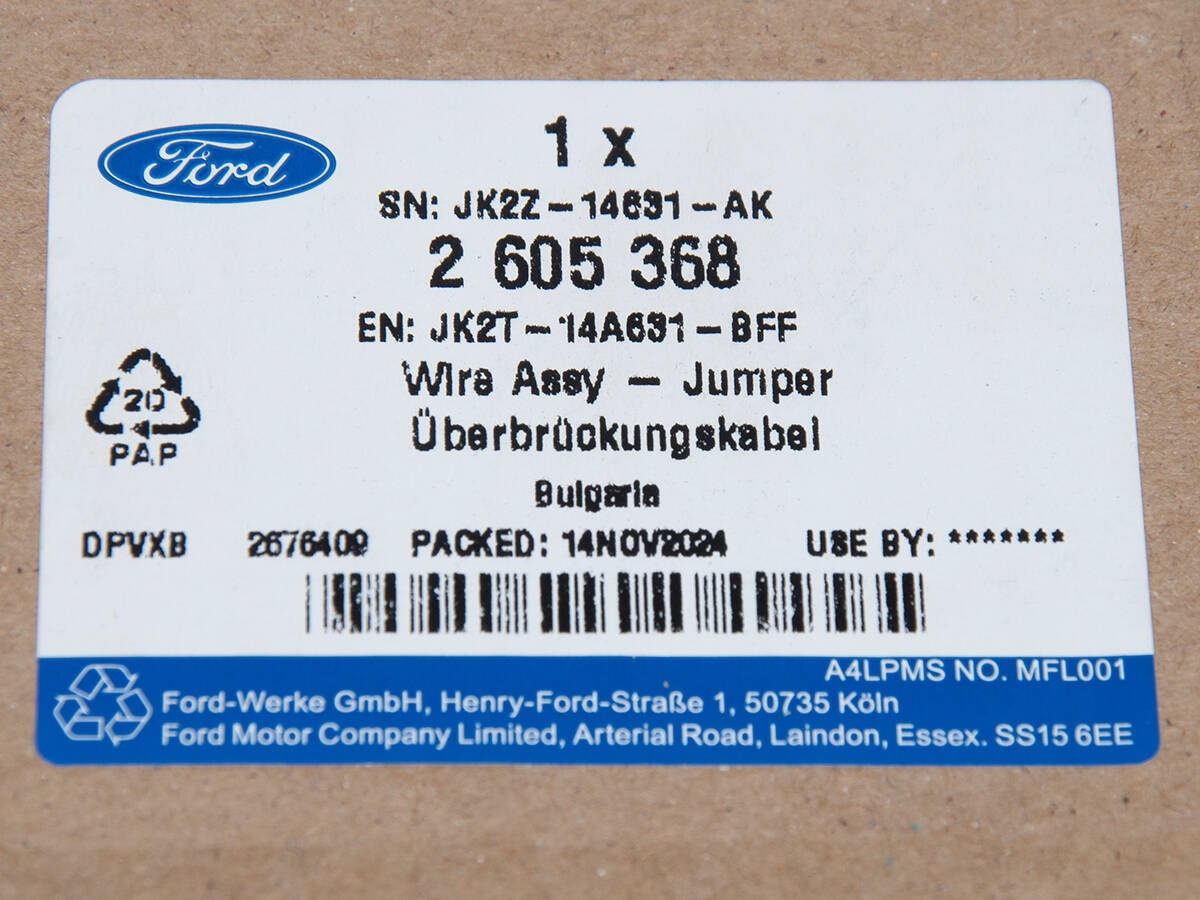 Ford
1 x
SN: JK2Z-14631-AK
2 605 368
EN: JK2T-14A631-BFF
Wire Assy - Jumper
Überbrückungskabel
20
PAP
Bulgaria
DPVXB 2676409 PACKED: 14NOV2024 USE BY: *******
A4LPMS NO. MFL001
Ford-Werke GmbH, Henry-Ford-Straße 1, 50735 Köln
Ford Motor Company Limited, Arterial Road, Laindon, Essex. SS15 6EE